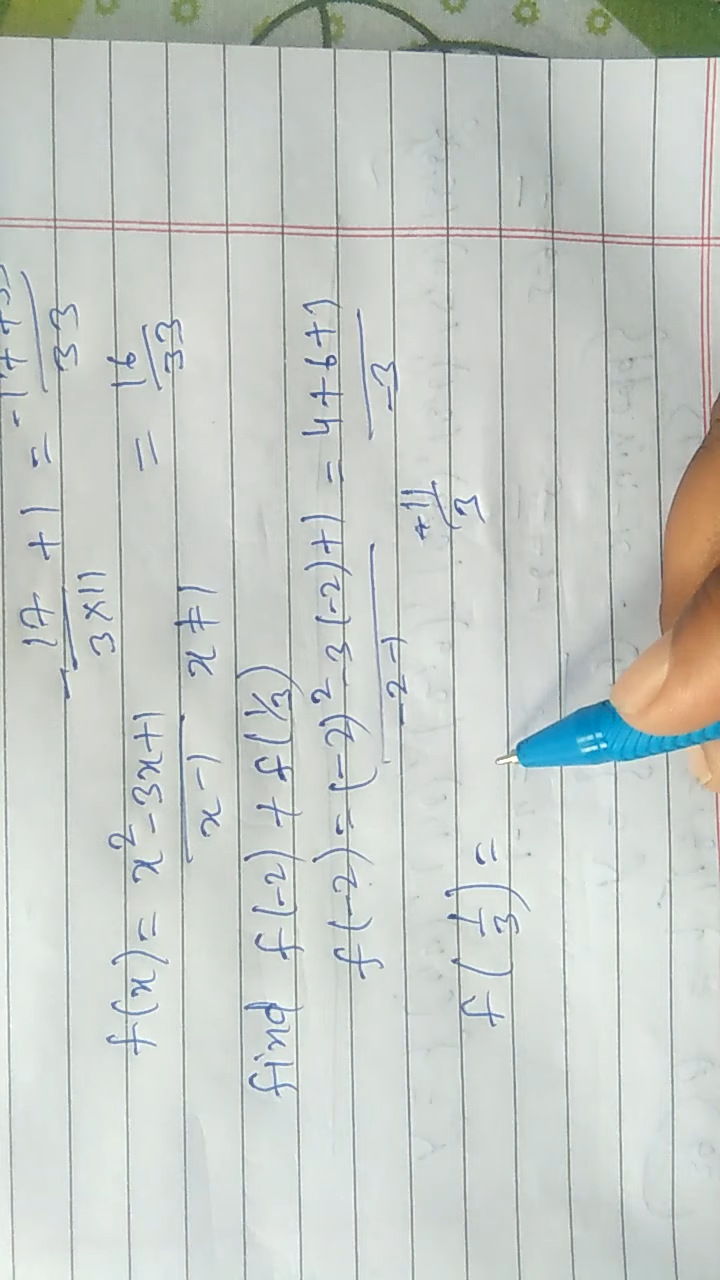 -17/(3×11) + 1 = (-17+33)/33
= 16/33
f(x) = (x²-3x+1)/(x-1) x≠1
find f(-2) + f(1/3)
f(-2) = ((-2)²-3(-2)+1)/(-2-1) = (4+6+1)/(-3)
+11/3
f(1/3) =